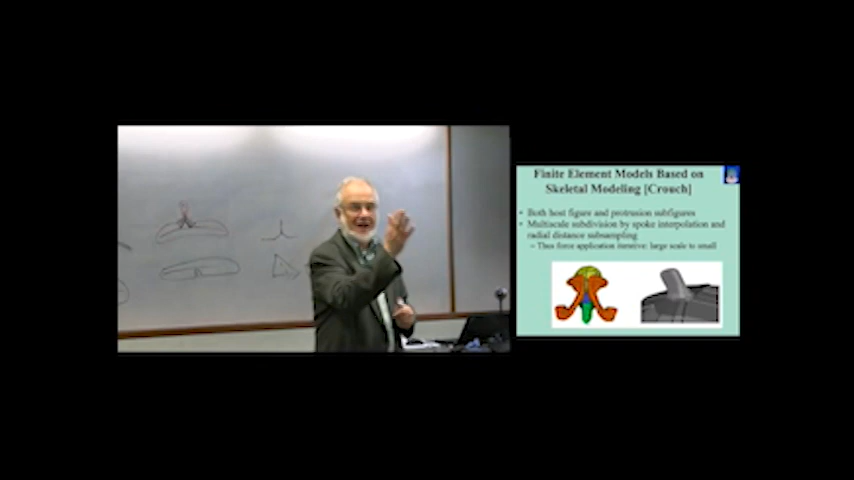 Finite Element Models Based on
Skeletal Modeling [Crouch]
• Both host figure and protrusion subfigures
• Multiscale subdivision by spoke interpolation and
radial distance subsampling
– Thus force application iterative: large scale to small